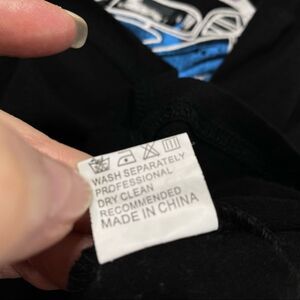 WASH SEPARATELY
PROFESSIONAL
DRY CLEAN
RECOMMENDED
MADE IN CHINA